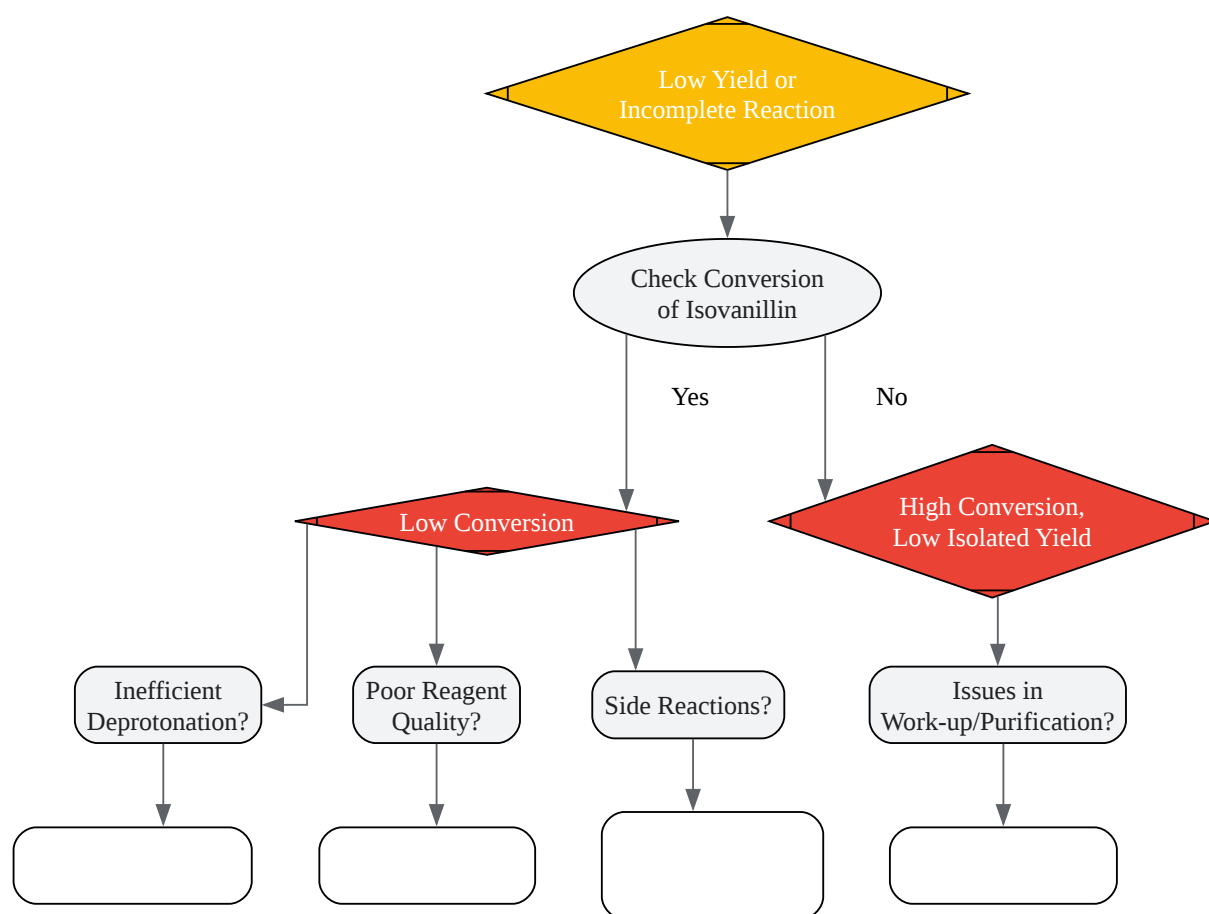 Low Yield or
Incomplete Reaction
Check Conversion
of Isovanillin
Yes
No
Low Conversion
High Conversion,
Low Isolated Yield
Inefficient
Deprotonation?
Poor Reagent
Quality?
Side Reactions?
Issues in
Work-up/Purification?